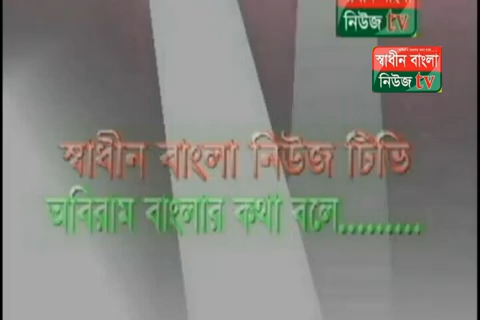 স্বাধীন বাংলা
নিউজ tv
স্বাধীন বাংলা
নিউজ tv
স্বাধীন বাংলা নিউজ টিভি
অবিরাম বাংলার কথা বলে.........